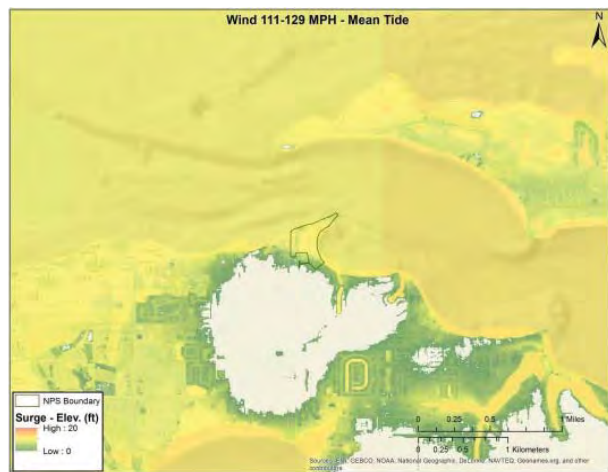 Wind 111-129 MPH - Mean Tide
N
NPS Boundary
Surge - Elev. (ft)
High : 20
Low : 0
0 0.25 0.5 1 Miles
0 0.25 0.5 1 Kilometers
Sources: Esri, GEBCO, NOAA, National Geographic, DeLorme, NAVTEQ, Geonames.org, and other
contributors